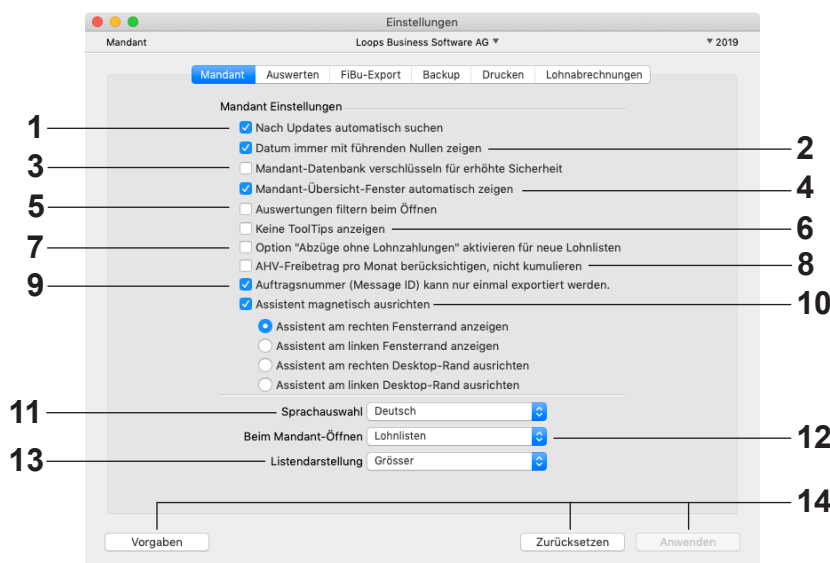 Einstellungen
Mandant Loops Business Software AG ▼ ▼ 2019
Mandant Auswerten FiBu-Export Backup Drucken Lohnabrechnungen
Mandant Einstellungen
1 Nach Updates automatisch suchen
Datum immer mit führenden Nullen zeigen 2
3 Mandant-Datenbank verschlüsseln für erhöhte Sicherheit
Mandant-Übersicht-Fenster automatisch zeigen 4
5 Auswertungen filtern beim Öffnen
Keine ToolTips anzeigen 6
7 Option "Abzüge ohne Lohnzahlungen" aktivieren für neue Lohnlisten
AHV-Freibetrag pro Monat berücksichtigen, nicht kumulieren 8
9 Auftragsnummer (Message ID) kann nur einmal exportiert werden.
Assistent magnetisch ausrichten 10
Assistent am rechten Fensterrand anzeigen
Assistent am linken Fensterrand anzeigen
Assistent am rechten Desktop-Rand ausrichten
Assistent am linken Desktop-Rand ausrichten
11 Sprachauswahl Deutsch
Beim Mandant-Öffnen Lohnlisten 12
13 Listendarstellung Grösser
14
Vorgaben Zurücksetzen Anwenden